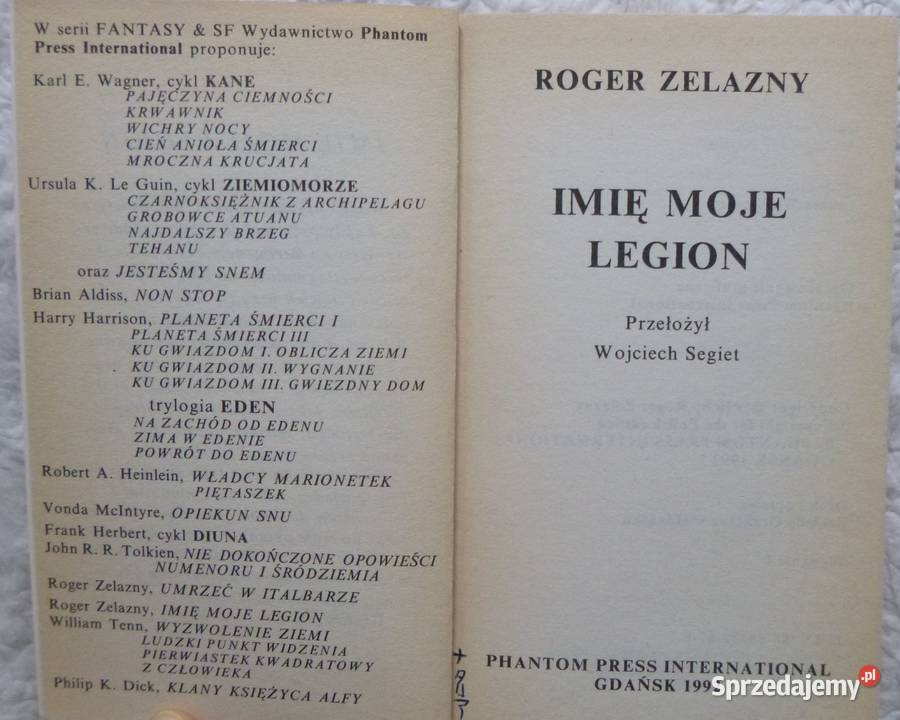 W serii FANTASY & SF Wydawnictwo Phantom
Press International proponuje:
Karl E. Wagner, cykl KANE
PAJĘCZYNA CIEMNOŚCI
KRWAWNIK
WICHRY NOCY
CIEŃ ANIOŁA ŚMIERCI
MROCZNA KRUCJATA
Ursula K. Le Guin, cykl ZIEMIOMORZE
CZARNOKSIĘŻNIK Z ARCHIPELAGU
GROBOWCE ATUANU
NAJDALSZY BRZEG
TEHANU
oraz JESTEŚMY SNEM
Brian Aldiss, NON STOP
Harry Harrison, PLANETA ŚMIERCI I
PLANETA ŚMIERCI III
KU GWIAZDOM I. OBLICZA ZIEMI
KU GWIAZDOM II. WYGNANIE
KU GWIAZDOM III. GWIEZDNY DOM
trylogia EDEN
NA ZACHÓD OD EDENU
ZIMA W EDENIE
POWRÓT DO EDENU
Robert A. Heinlein, WŁADCY MARIONETEK
PIĘTASZEK
Vonda McIntyre, OPIEKUN SNU
Frank Herbert, cykl DIUNA
John R. R. Tolkien, NIE DOKOŃCZONE OPOWIEŚCI
NUMENORU I ŚRÓDZIEMIA
Roger Zelazny, UMRZEĆ W ITALBARZE
Roger Zelazny, IMIĘ MOJE LEGION
William Tenn, WYZWOLENIE ZIEMI
LUDZKI PUNKT WIDZENIA
PIERWIASTEK KWADRATOWY
Z CZŁOWIEKA
Philip K. Dick, KLANY KSIĘŻYCA ALFY
ROGER ZELAZNY
IMIĘ MOJE
LEGION
Przełożył
Wojciech Segiet
PHANTOM PRESS INTERNATIONAL
GDAŃSK
Sprzedajemy.pl